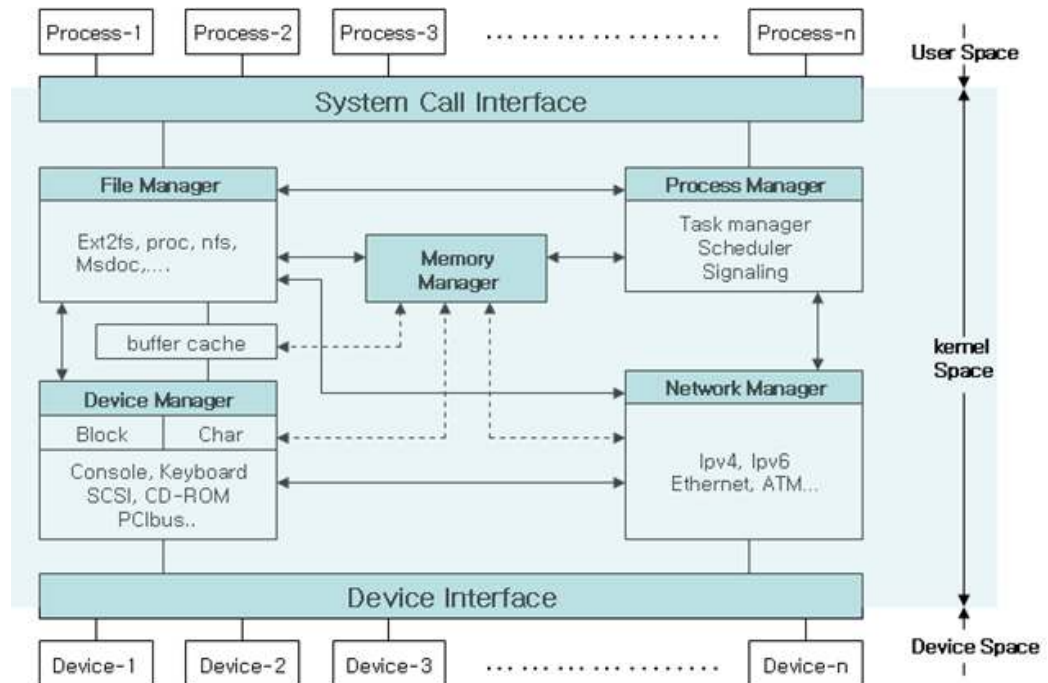 Process-1
Process-2
Process-3
Process-n
User Space
System Call Interface
File Manager
Ext2fs, proc, nfs,
Msdoc,....
Process Manager
Task manager
Scheduler
Signaling
Memory
Manager
buffer cache
kernel
Space
Device Manager
Block
Char
Console, Keyboard
SCSI, CD-ROM
PCIbus..
Network Manager
Ipv4, Ipv6
Ethernet, ATM...
Device Interface
Device-1
Device-2
Device-3
Device-n
Device Space